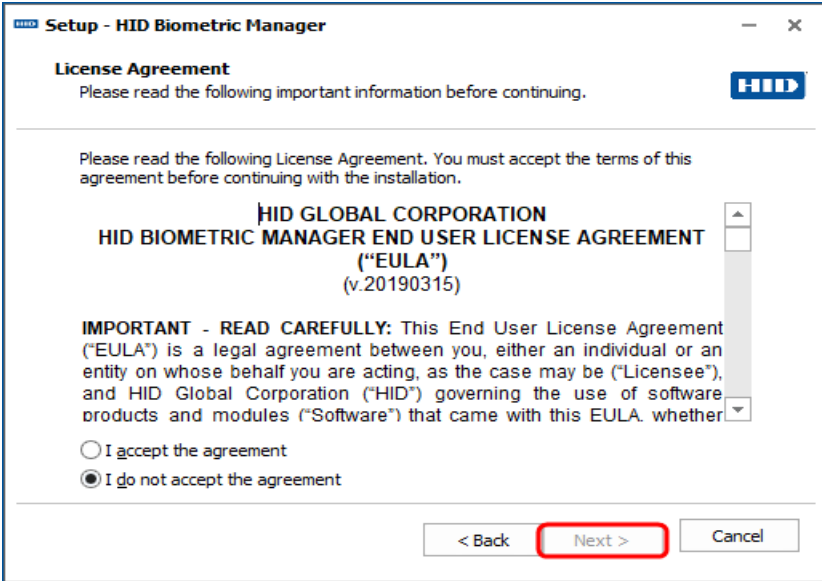 HID Setup - HID Biometric Manager
License Agreement
Please read the following important information before continuing.
HID
Please read the following License Agreement. You must accept the terms of this
agreement before continuing with the installation.
HID GLOBAL CORPORATION
HID BIOMETRIC MANAGER END USER LICENSE AGREEMENT
(“EULA”)
(v.20190315)
IMPORTANT - READ CAREFULLY: This End User License Agreement
(“EULA”) is a legal agreement between you, either an individual or an
entity on whose behalf you are acting, as the case may be (“Licensee”),
and HID Global Corporation (“HID”) governing the use of software
products and modules (“Software”) that came with this EULA, whether
I accept the agreement
I do not accept the agreement
< Back
Next >
Cancel